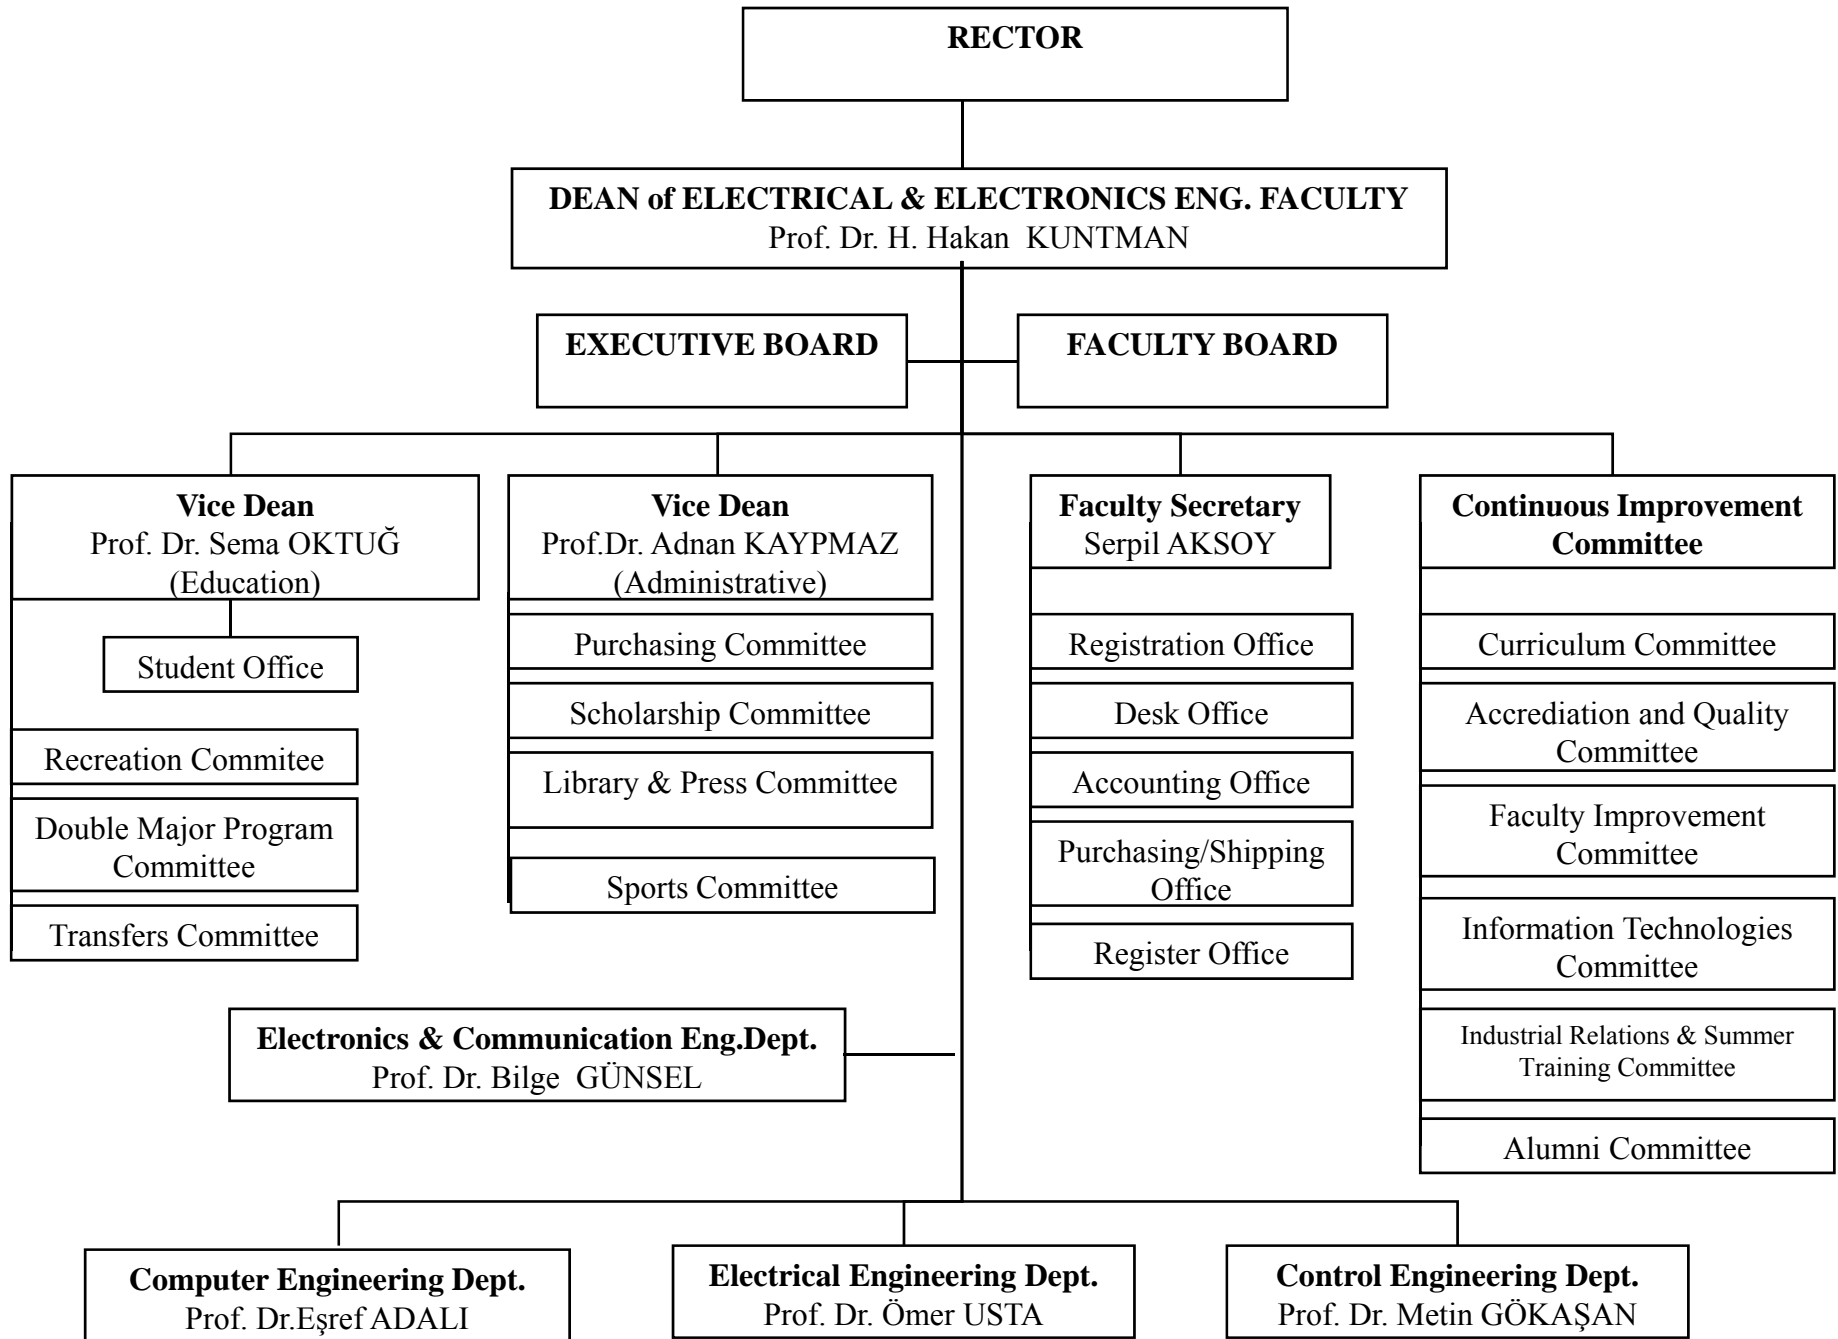 RECTOR
DEAN of ELECTRICAL & ELECTRONICS ENG. FACULTY
Prof. Dr. H. Hakan KUNTMAN
EXECUTIVE BOARD
FACULTY BOARD
Vice Dean
Prof. Dr. Sema OKTUĞ
(Education)
Student Office
Recreation Commitee
Double Major Program
Committee
Transfers Committee
Vice Dean
Prof.Dr. Adnan KAYPMAZ
(Administrative)
Purchasing Committee
Scholarship Committee
Library & Press Committee
Sports Committee
Faculty Secretary
Serpil AKSOY
Registration Office
Desk Office
Accounting Office
Purchasing/Shipping
Office
Register Office
Continuous Improvement
Committee
Curriculum Committee
Accrediation and Quality
Committee
Faculty Improvement
Committee
Information Technologies
Committee
Industrial Relations & Summer
Training Committee
Alumni Committee
Electronics & Communication Eng.Dept.
Prof. Dr. Bilge GÜNSEL
Computer Engineering Dept.
Prof. Dr.Eşref ADALI
Electrical Engineering Dept.
Prof. Dr. Ömer USTA
Control Engineering Dept.
Prof. Dr. Metin GÖKAŞAN